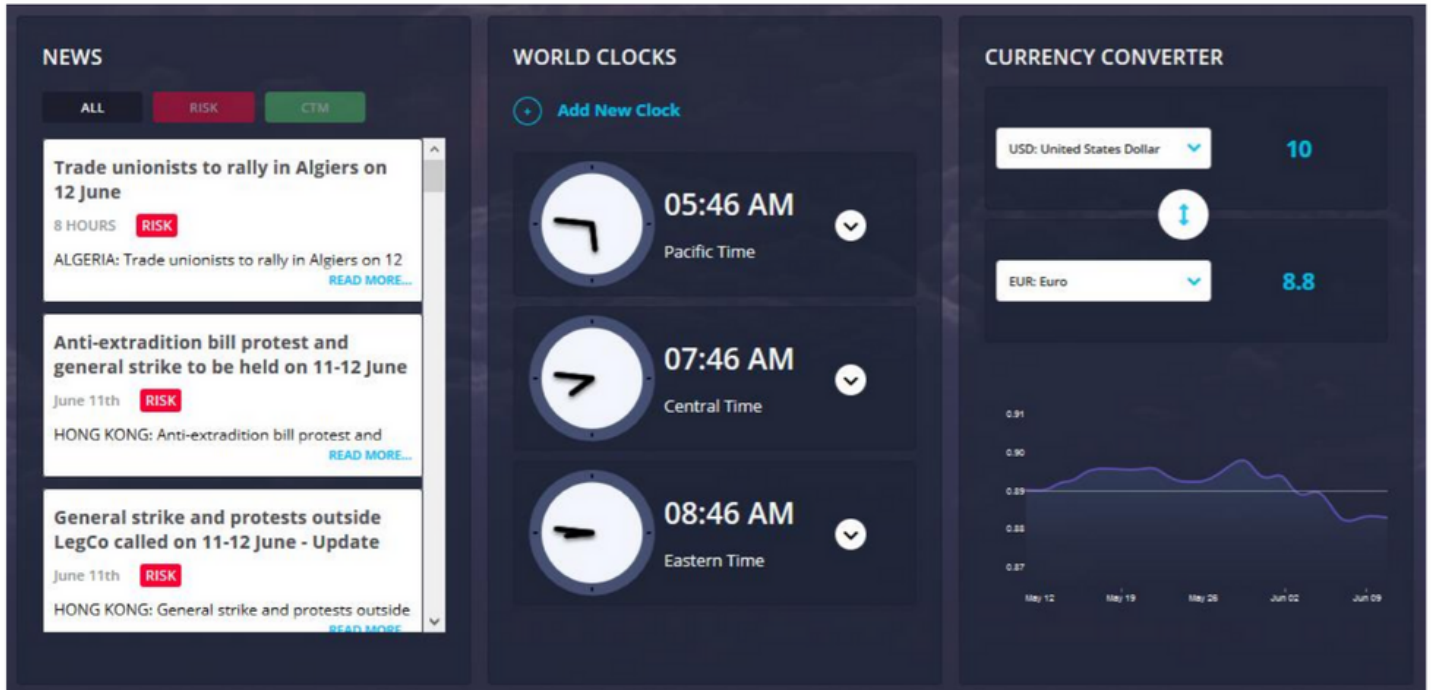 NEWS
ALL
RISK
CTM
Trade unionists to rally in Algiers on
12 June
8 HOURS RISK
ALGERIA: Trade unionists to rally in Algiers on 12
READ MORE...
Anti-extradition bill protest and
general strike to be held on 11-12 June
June 11th RISK
HONG KONG: Anti-extradition bill protest and
READ MORE...
General strike and protests outside
LegCo called on 11-12 June - Update
June 11th RISK
HONG KONG: General strike and protests outside
READ MORE...
WORLD CLOCKS
Add New Clock
05:46 AM
Pacific Time
07:46 AM
Central Time
08:46 AM
Eastern Time
CURRENCY CONVERTER
USD: United States Dollar 10
EUR: Euro 8.8
0.91
0.90
0.89
0.88
0.87
May 12 May 19 May 26 Jun 02 Jun 09